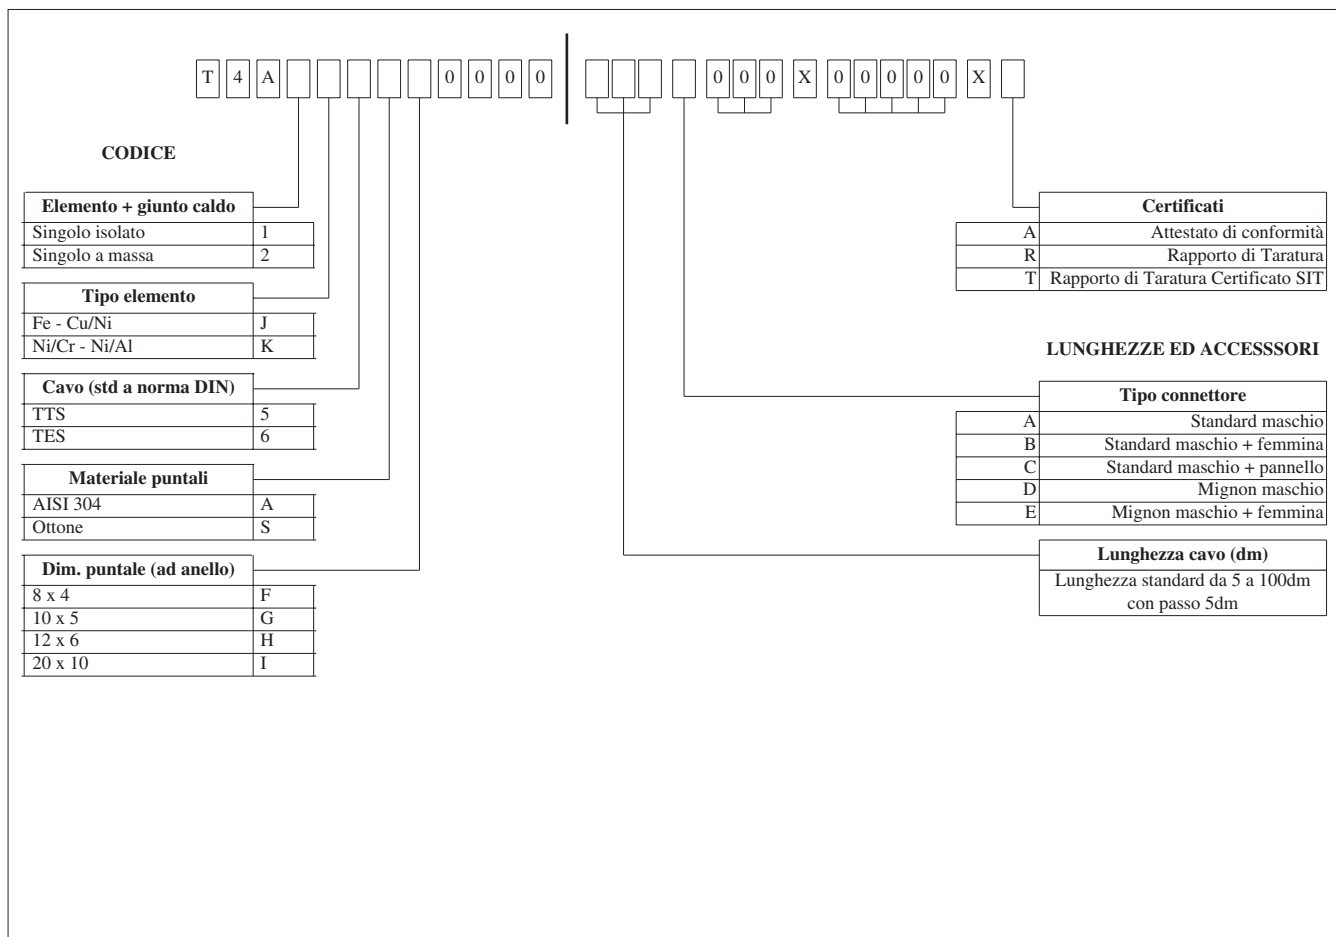 T 4 A 0 0 0 0 0 0 0 X 0 0 0 0 0 X
CODICE
Elemento + giunto caldo
Singolo isolato 1
Singolo a massa 2
Tipo elemento
Fe - Cu/Ni J
Ni/Cr - Ni/Al K
Cavo (std a norma DIN)
TTS 5
TES 6
Materiale puntali
AISI 304 A
Ottone S
Dim. puntale (ad anello)
8 x 4 F
10 x 5 G
12 x 6 H
20 x 10 I
Certificati
A Attestato di conformità
R Rapporto di Taratura
T Rapporto di Taratura Certificato SIT
LUNGHEZZE ED ACCESSSORI
Tipo connettore
A Standard maschio
B Standard maschio + femmina
C Standard maschio + pannello
D Mignon maschio
E Mignon maschio + femmina
Lunghezza cavo (dm)
Lunghezza standard da 5 a 100dm
con passo 5dm